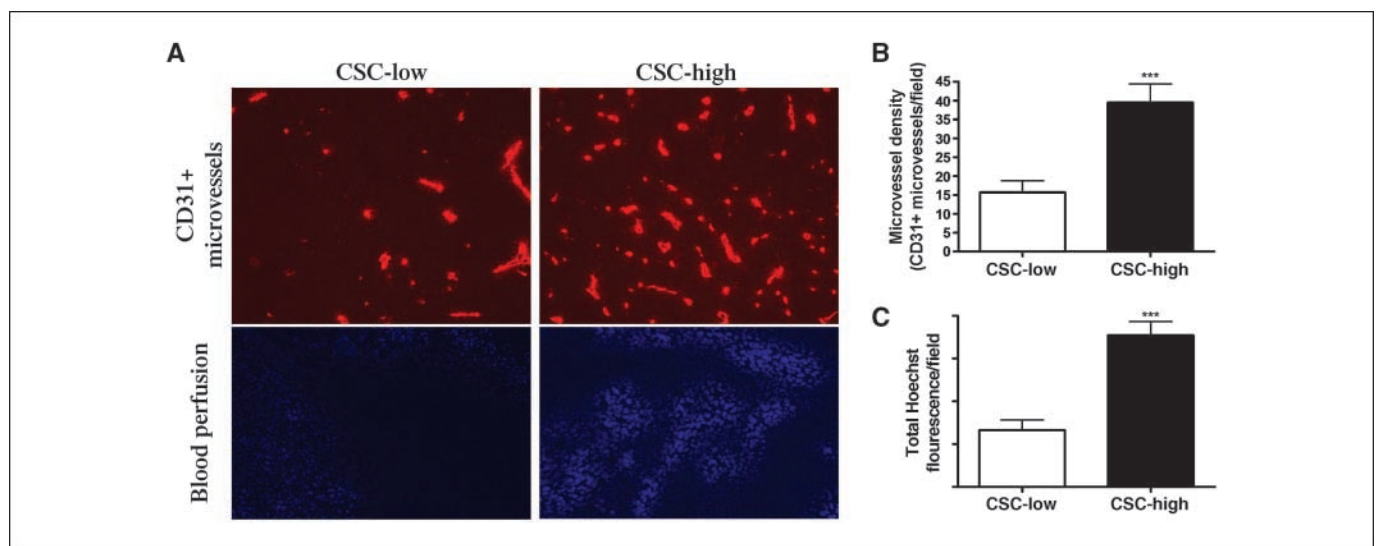 A
CSC-low
CSC-high
CD31+
microvessels
Blood perfusion
B
Microvessel density
(CD31+ microvessels/field)
45
40
35
30
25
20
15
10
5
0
***
CSC-low
CSC-high
C
Total Hoechst
flourescence/field
***
CSC-low
CSC-high